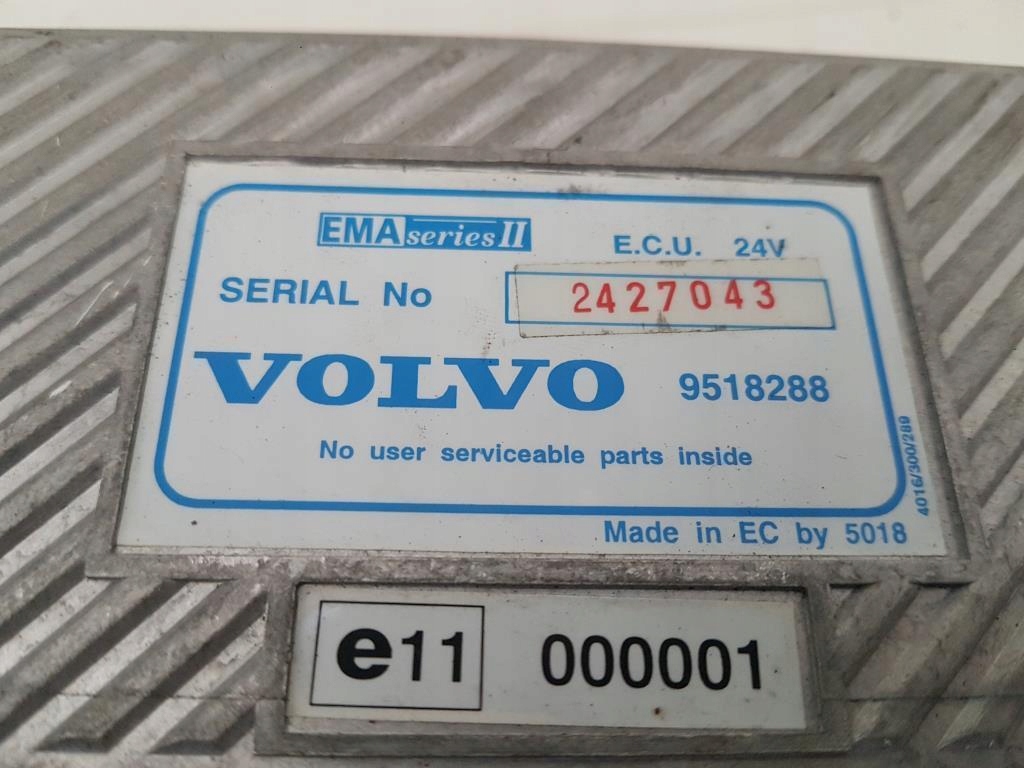 EMA series II
E.C.U. 24V
SERIAL No 2427043
VOLVO 9518288
No user serviceable parts inside
4016/300/289
Made in EC by 5018
e11 000001